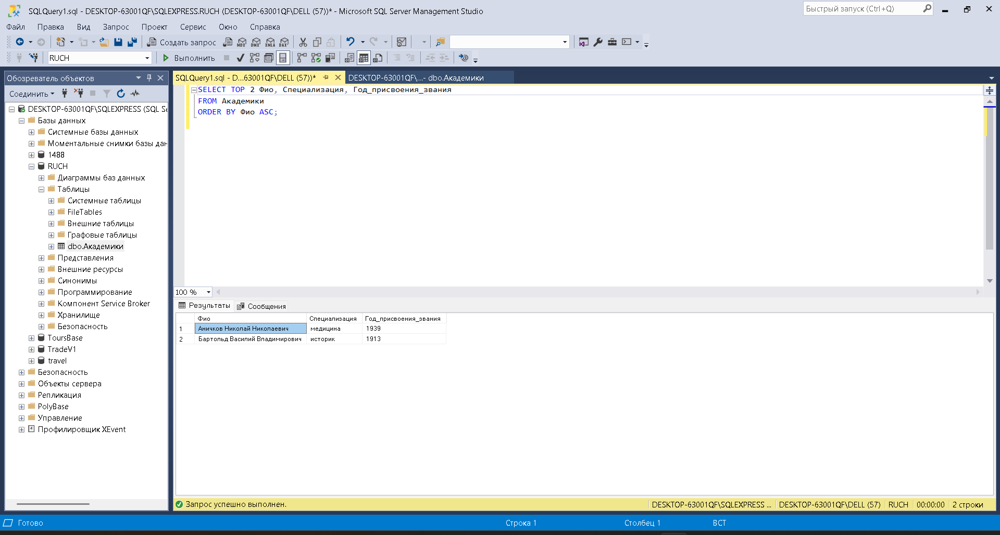 SQLQuery1.sql - DESKTOP-63001QF\SQLEXPRESS.RUCH (DESKTOP-63001QF\DELL (57))* - Microsoft SQL Server Management Studio
Быстрый запуск (Ctrl+Q)
Файл Правка Вид Запрос Проект Сервис Окно Справка
Создать запрос MDX DMX XMLA DAX
RUCH Выполнить
Обозреватель объектов
Соединить
DESKTOP-63001QF\SQLEXPRESS (SQL Se
Базы данных
Системные базы данных
Моментальные снимки базы дан
1488
RUCH
Диаграммы баз данных
Таблицы
Системные таблицы
FileTables
Внешние таблицы
Графовые таблицы
dbo.Академики
Представления
Внешние ресурсы
Синонимы
Программирование
Компонент Service Broker
Хранилище
Безопасность
ToursBase
TradeV1
travel
Безопасность
Объекты сервера
Репликация
PolyBase
Управление
Профилировщик XEvent
SQLQuery1.sql - D...63001QF\DELL (57))* DESKTOP-63001QF\...- dbo.Академики
SELECT TOP 2 Фио, Специализация, Год_присвоения_звания
FROM Академики
ORDER BY Фио ASC;
100 %
Результаты Сообщения
Фио Специализация Год_присвоения_звания
1 Аничков Николай Николаевич медицина 1939
2 Бартольд Василий Владимирович историк 1913
Запрос успешно выполнен. DESKTOP-63001QF\SQLEXPRESS ... DESKTOP-63001QF\DELL (57) RUCH 00:00:00 2 строки
Готово Строка 1 Столбец 1 ВСТ